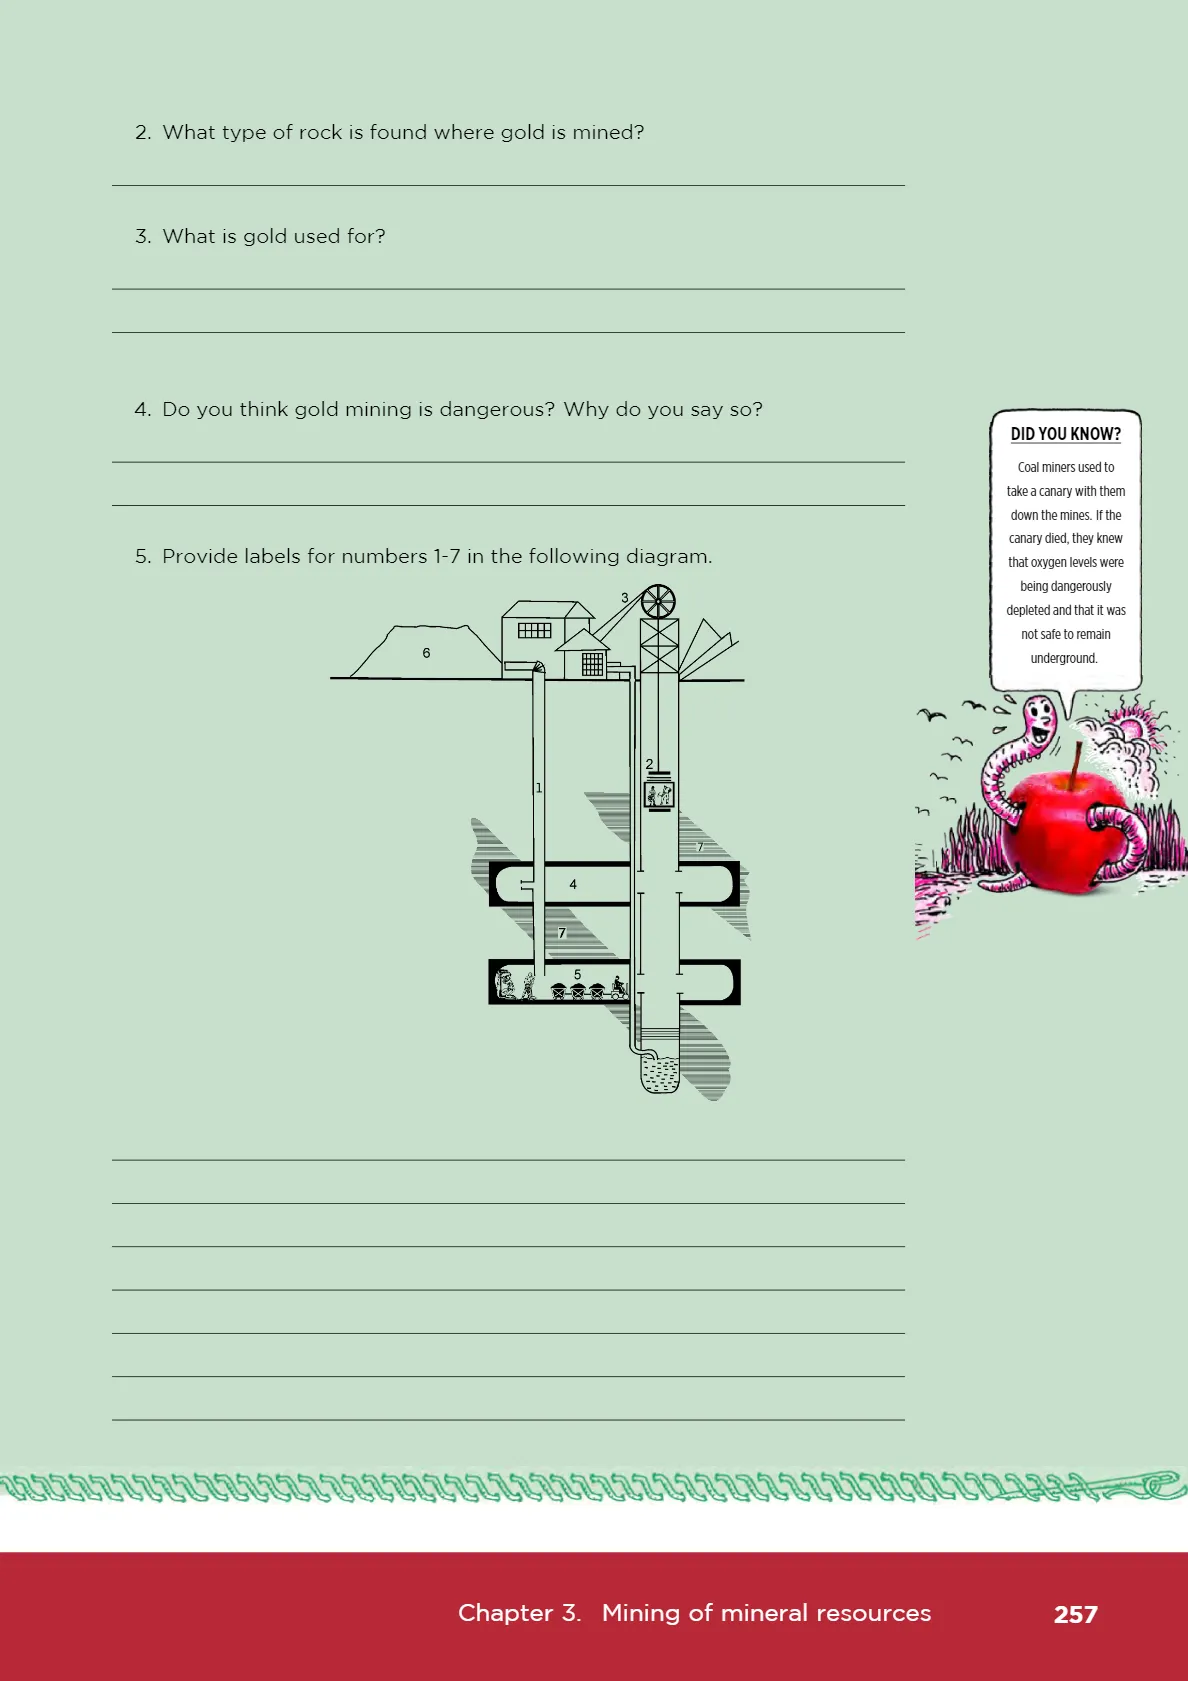 2. What type of rock is found where gold is mined?
3. What is gold used for?
4. Do you think gold mining is dangerous? Why do you say so?
5. Provide labels for numbers 1-7 in the following diagram.
3
6
2
1
7
4
7
5
DID YOU KNOW?
Coal miners used to
take a canary with them
down the mines. If the
canary died, they knew
that oxygen levels were
being dangerously
depleted and that it was
not safe to remain
underground.
Chapter 3. Mining of mineral resources
257